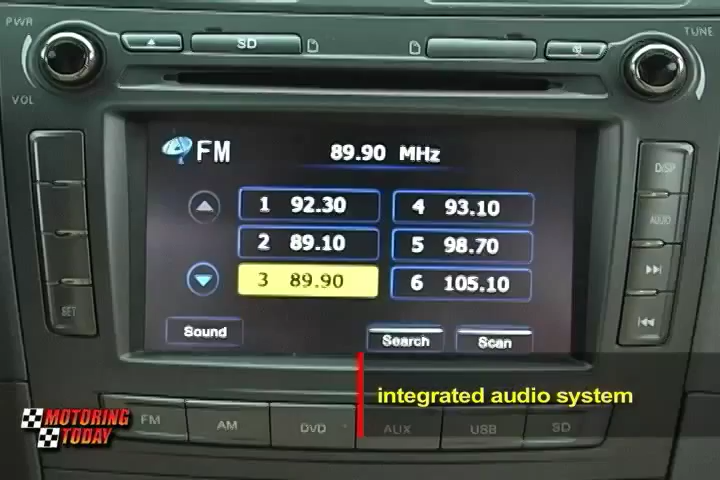 PWR
SD
TUNE
VOL
FM
89.90 MHz
1 92.30
4 93.10
2 89.10
5 98.70
3 89.90
6 105.10
Sound
Search
Scan
SET
DISP
AUDIO
integrated audio system
FM
AM
DVD
AUX
USB
SD
MOTORING
TODAY